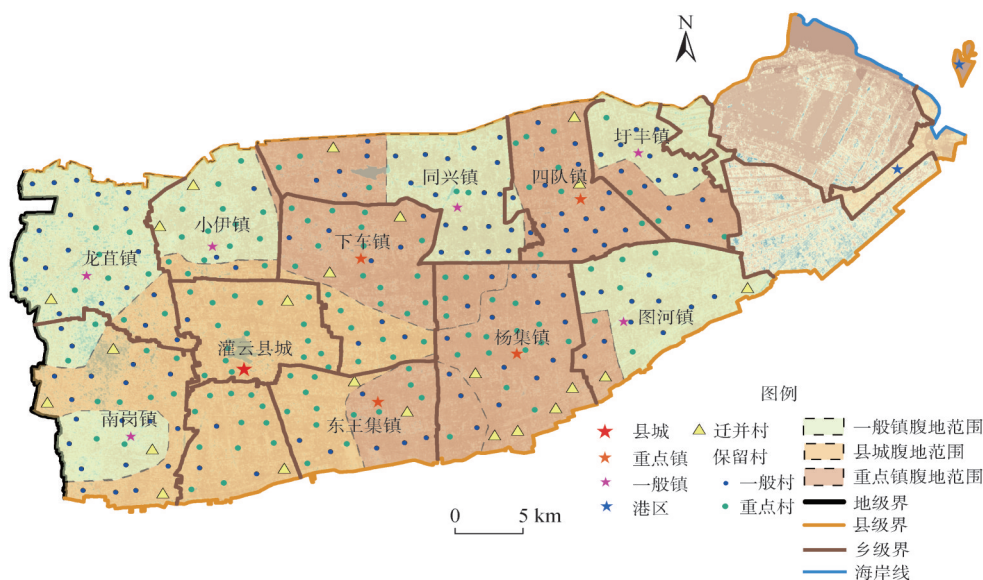 N
圩丰镇
同兴镇
四队镇
小伊镇
下车镇
龙苴镇
图河镇
杨集镇
灌云县城
南岗镇
东王集镇
图例
县城
迁并村
重点镇
保留村
一般镇
一般村
港区
重点村
一般镇腹地范围
县城腹地范围
重点镇腹地范围
地级界
县级界
乡级界
海岸线
0 5 km